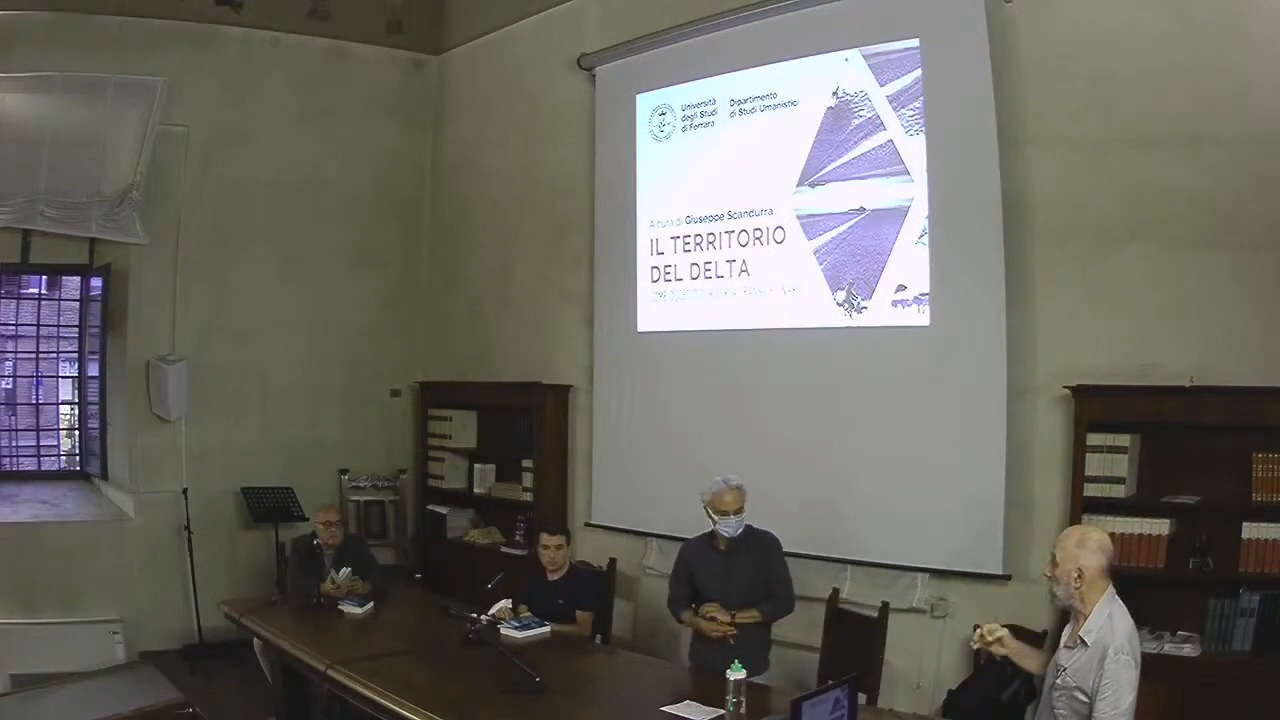 Università
degli Studi
di Ferrara
Dipartimento
di Studi Umanistici
A cura di Giuseppe Scandurra
IL TERRITORIO
DEL DELTA